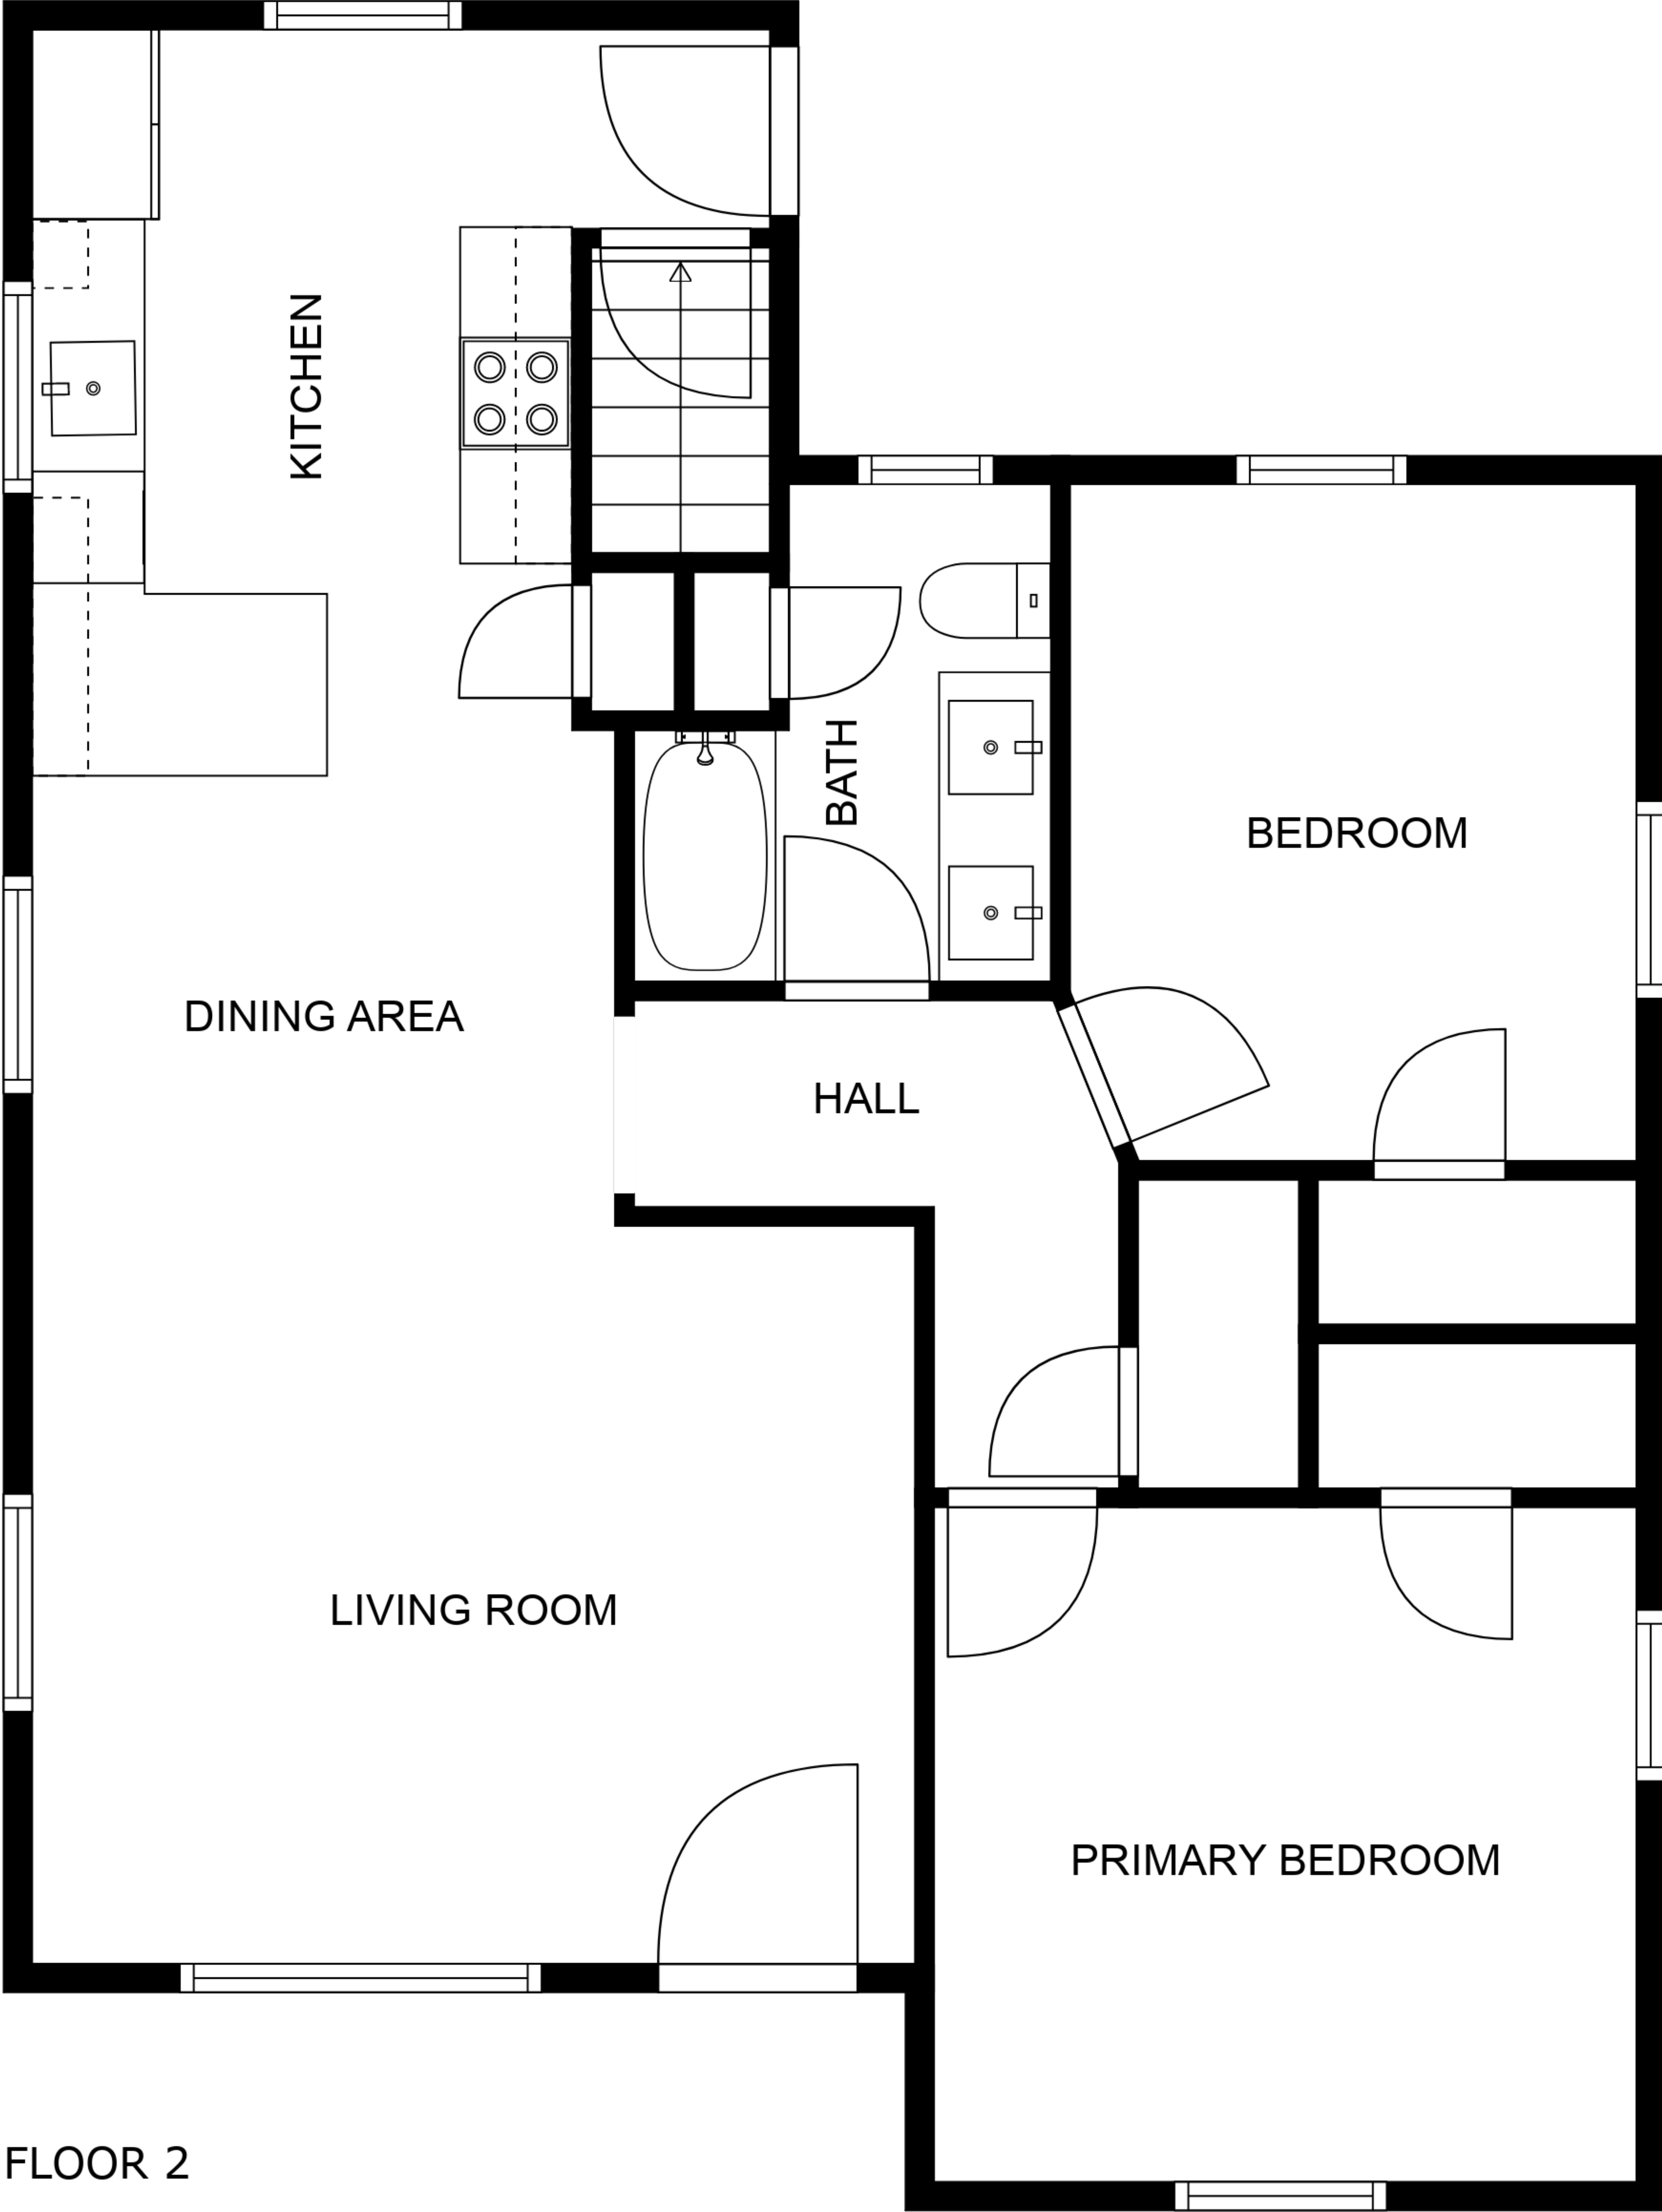 KITCHEN
BATH
BEDROOM
DINING AREA
HALL
LIVING ROOM
PRIMARY BEDROOM
FLOOR 2